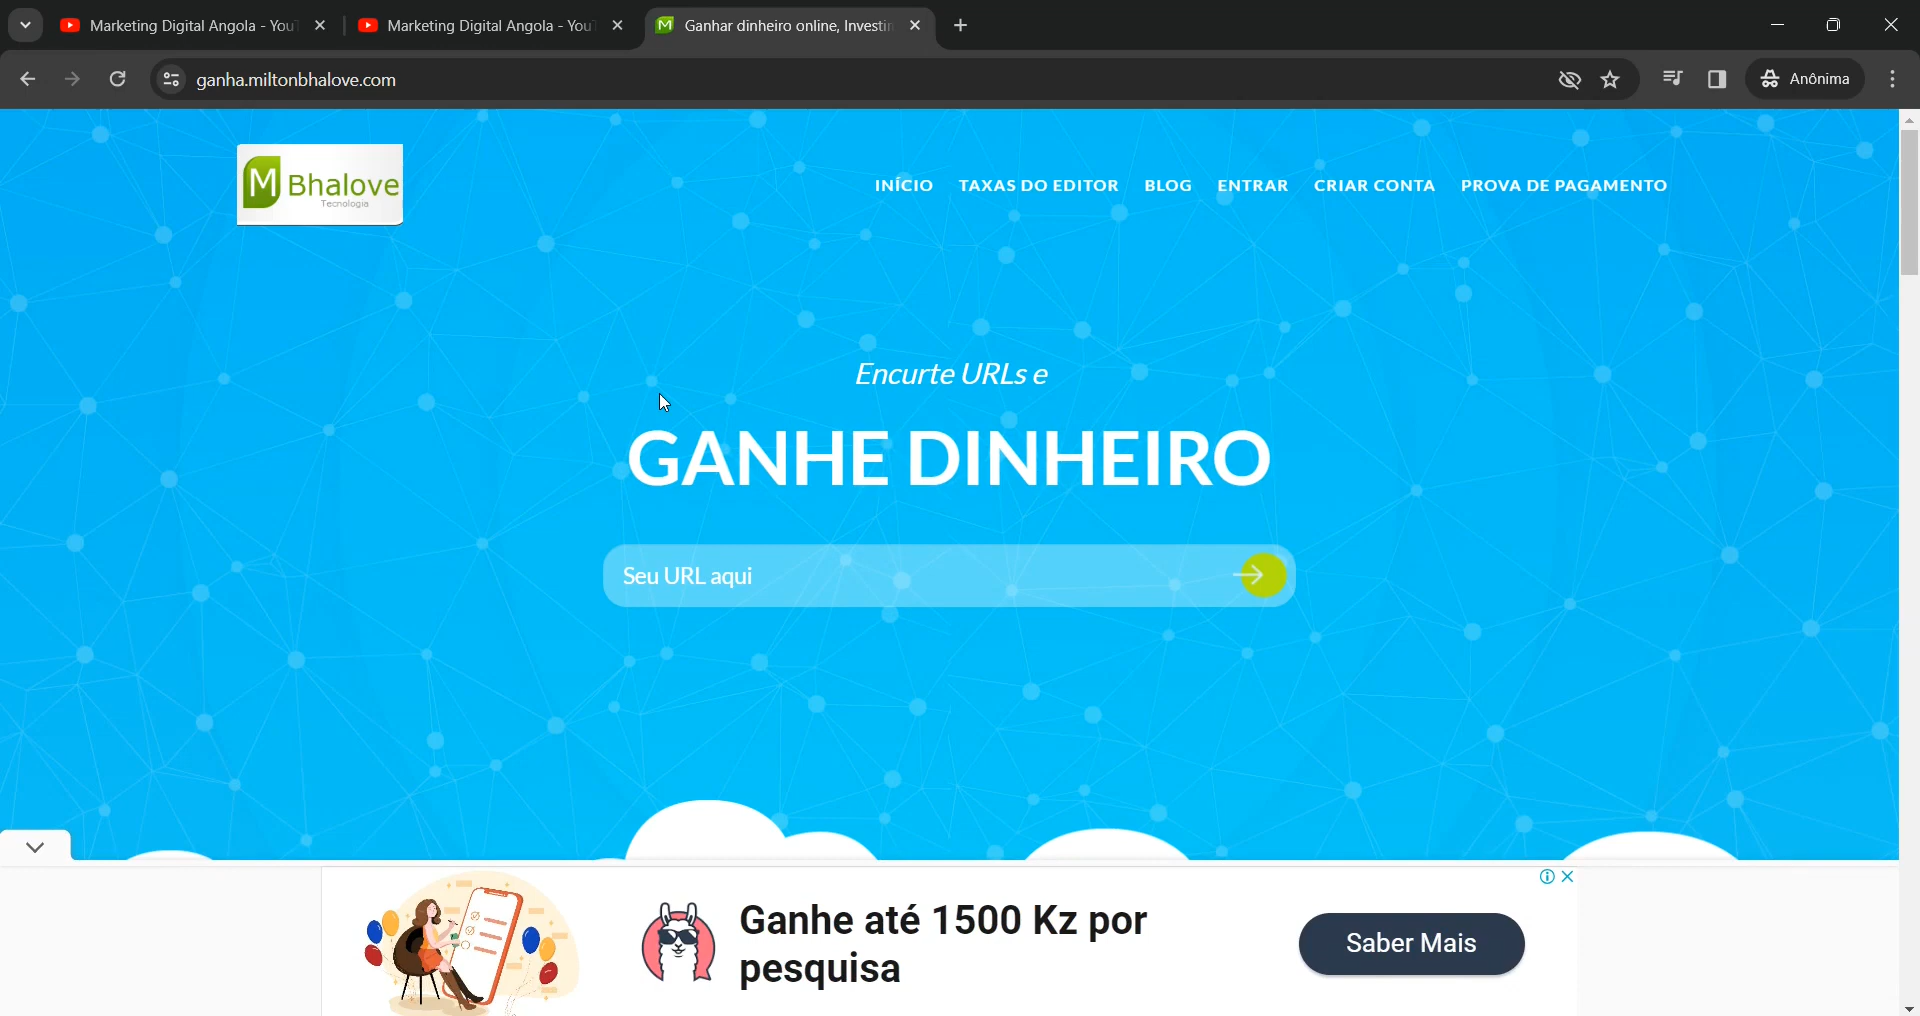 Marketing Digital Angola - You
Marketing Digital Angola - You
Ganhar dinheiro online, Investin
ganha.miltonbhalove.com
Anônima
M Bhalove
Tecnologia
INÍCIO TAXAS DO EDITOR BLOG ENTRAR CRIAR CONTA PROVA DE PAGAMENTO
Encurte URLs e
GANHE DINHEIRO
Seu URL aqui
Ganhe até 1500 Kz por
pesquisa
Saber Mais